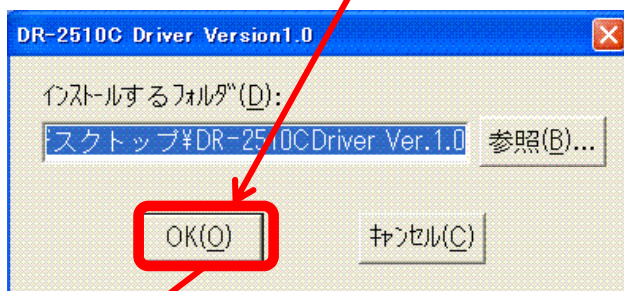 DR-2510C Driver Version1.0
ｲﾝｽﾄｰﾙするﾌｫﾙﾀﾞ(D):
スクトップ¥DR-2510CDriver Ver.1.0
参照(B)...
OK(O)
ｷｬﾝｾﾙ(C)